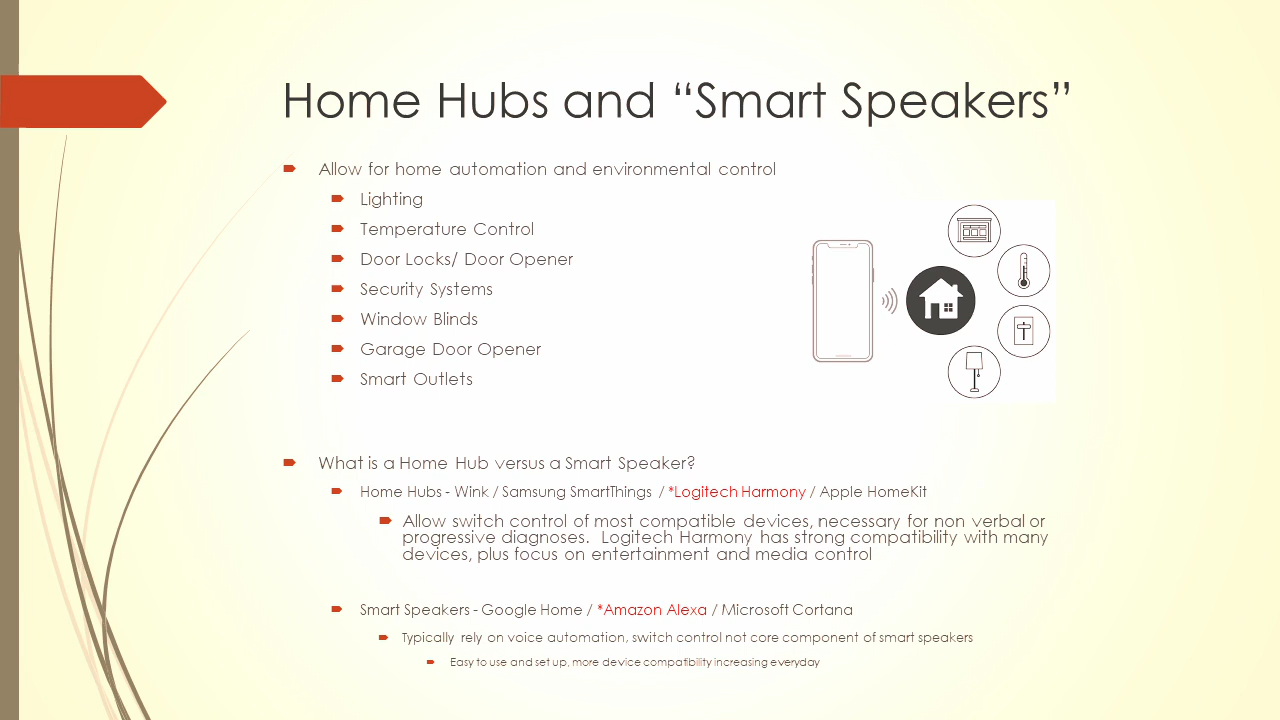 Home Hubs and “Smart Speakers”
Allow for home automation and environmental control
Lighting
Temperature Control
Door Locks/ Door Opener
Security Systems
Window Blinds
Garage Door Opener
Smart Outlets
What is a Home Hub versus a Smart Speaker?
Home Hubs - Wink / Samsung SmartThings / *Logitech Harmony / Apple HomeKit
Allow switch control of most compatible devices, necessary for non verbal or
progressive diagnoses. Logitech Harmony has strong compatibility with many
devices, plus focus on entertainment and media control
Smart Speakers - Google Home / *Amazon Alexa / Microsoft Cortana
Typically rely on voice automation, switch control not core component of smart speakers
Easy to use and set up, more device compatibility increasing everyday